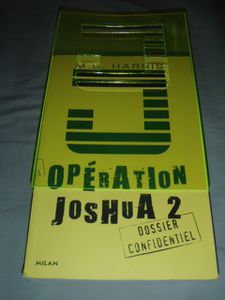 M.G. HARRIS
J
OPÉRATION
JOSHUA 2
DOSSIER
CONFIDENTIEL
MILAN